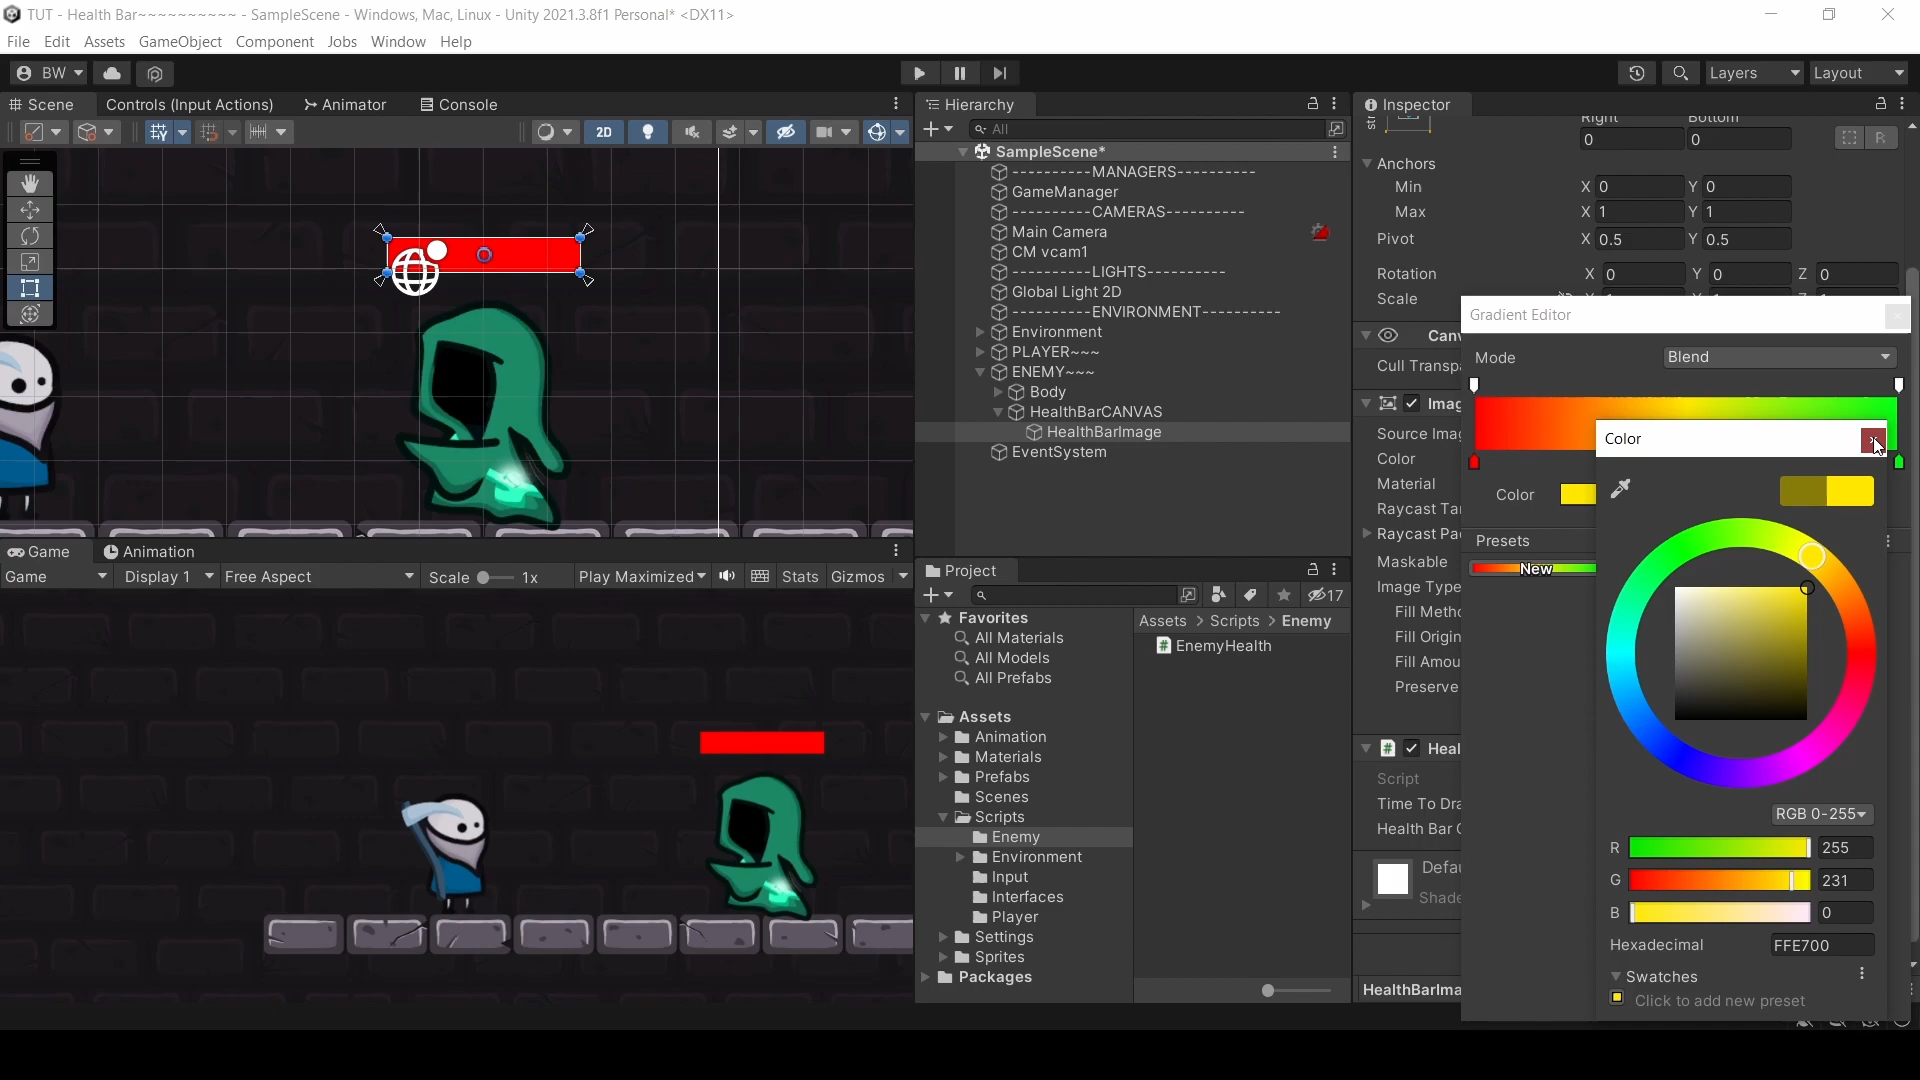 TUT - Health Bar~~~~~~~~~~ - SampleScene - Windows, Mac, Linux - Unity 2021.3.8f1 Personal* <DX11>
File Edit Assets GameObject Component Jobs Window Help
BW Layers Layout
Scene Controls (Input Actions) Animator Console
2D
Game Animation
Game Display 1 Free Aspect Scale 1x Play Maximized Stats Gizmos
Hierarchy
All
SampleScene*
----------MANAGERS----------
GameManager
----------CAMERAS----------
Main Camera
CM vcam1
----------LIGHTS----------
Global Light 2D
----------ENVIRONMENT----------
Environment
PLAYER~~~
ENEMY~~~
Body
HealthBarCANVAS
HealthBarImage
EventSystem
Project
17
Favorites
All Materials
All Models
All Prefabs
Assets
Animation
Materials
Prefabs
Scenes
Scripts
Enemy
Environment
Input
Interfaces
Player
Settings
Sprites
Packages
Assets > Scripts > Enemy
EnemyHealth
Inspector
Right Bottom
0 0
R
Anchors
Min X 0 Y 0
Max X 1 Y 1
Pivot X 0.5 Y 0.5
Rotation X 0 Y 0 Z 0
Scale
Canv
Cull Transpa
Imag
Source Imag
Color
Material
Raycast Tar
Raycast Pad
Maskable
Image Type
Fill Metho
Fill Origin
Fill Amou
Preserve
Heal
Script
Time To Dra
Health Bar G
Defau
Shade
HealthBarIma
Gradient Editor
Mode Blend
Color
Presets
New
Color
RGB 0-255
R 255
G 231
B 0
Hexadecimal FFE700
Swatches
Click to add new preset